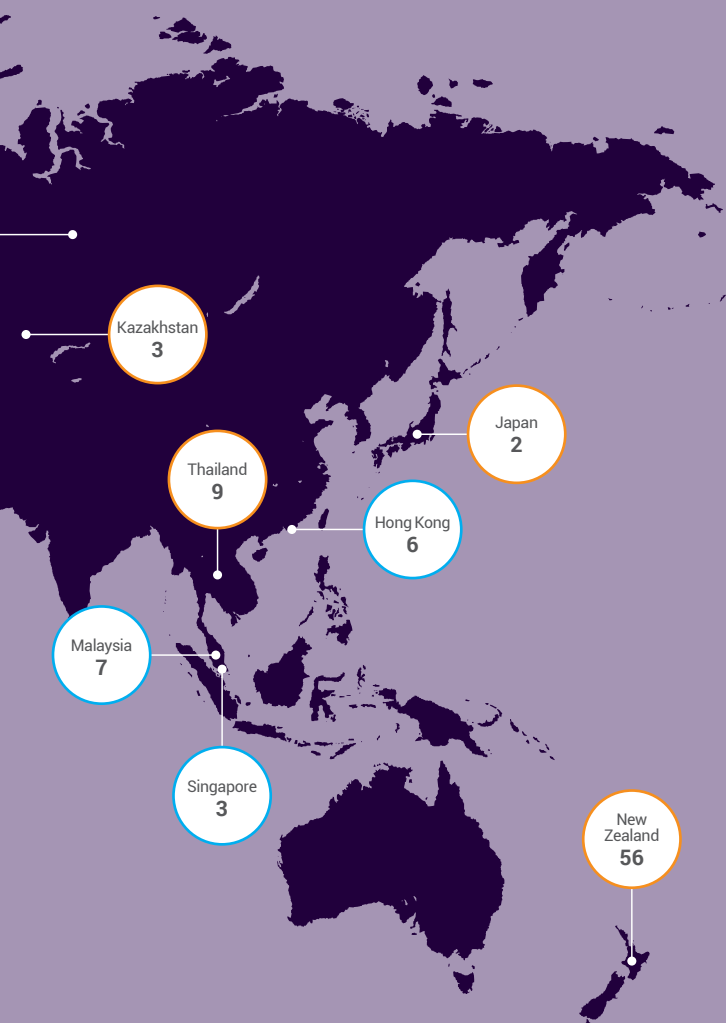 Kazakhstan
3
Japan
2
Thailand
9
Hong Kong
6
Malaysia
7
Singapore
3
New
Zealand
56